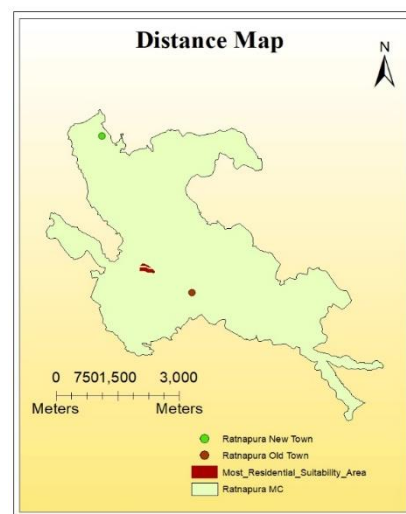 Distance Map
N
0 7501,500 3,000
Meters Meters
Ratnapura New Town
Ratnapura Old Town
Most_Residential_Suitability_Area
Ratnapura MC